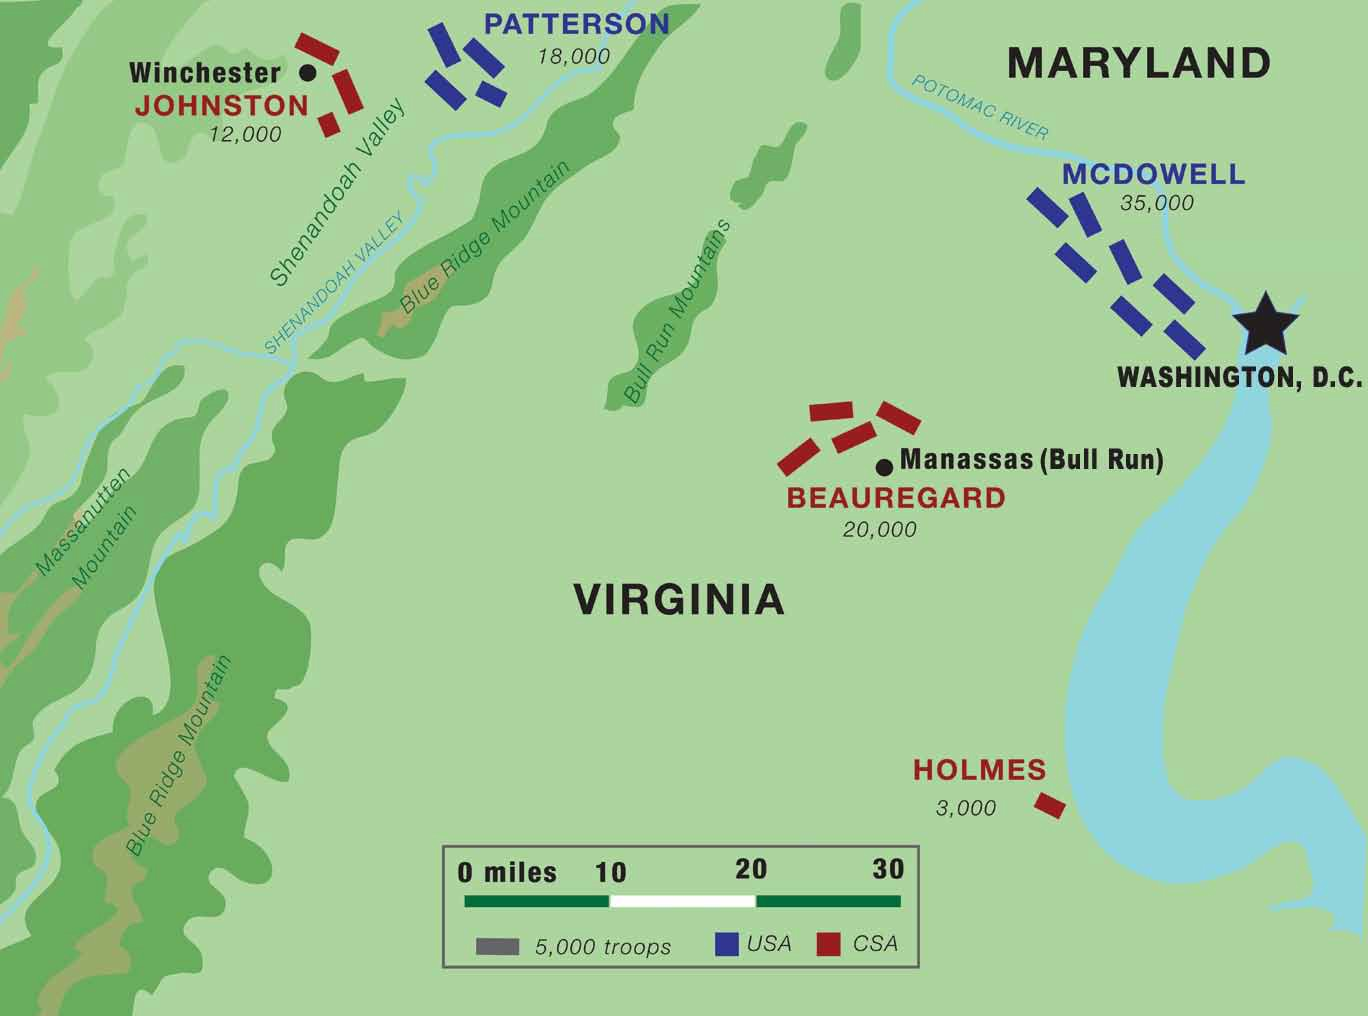 PATTERSON
18,000
Winchester
JOHNSTON
12,000
MARYLAND
POTOMAC RIVER
MCDOWELL
35,000
Shenandoah Valley
SHENANDOAH VALLEY
Blue Ridge Mountain
Bull Run Mountains
WASHINGTON, D.C.
Manassas (Bull Run)
BEAUREGARD
20,000
Massanutten
Mountain
VIRGINIA
Blue Ridge Mountain
HOLMES
3,000
0 miles 10 20 30
5,000 troops USA CSA